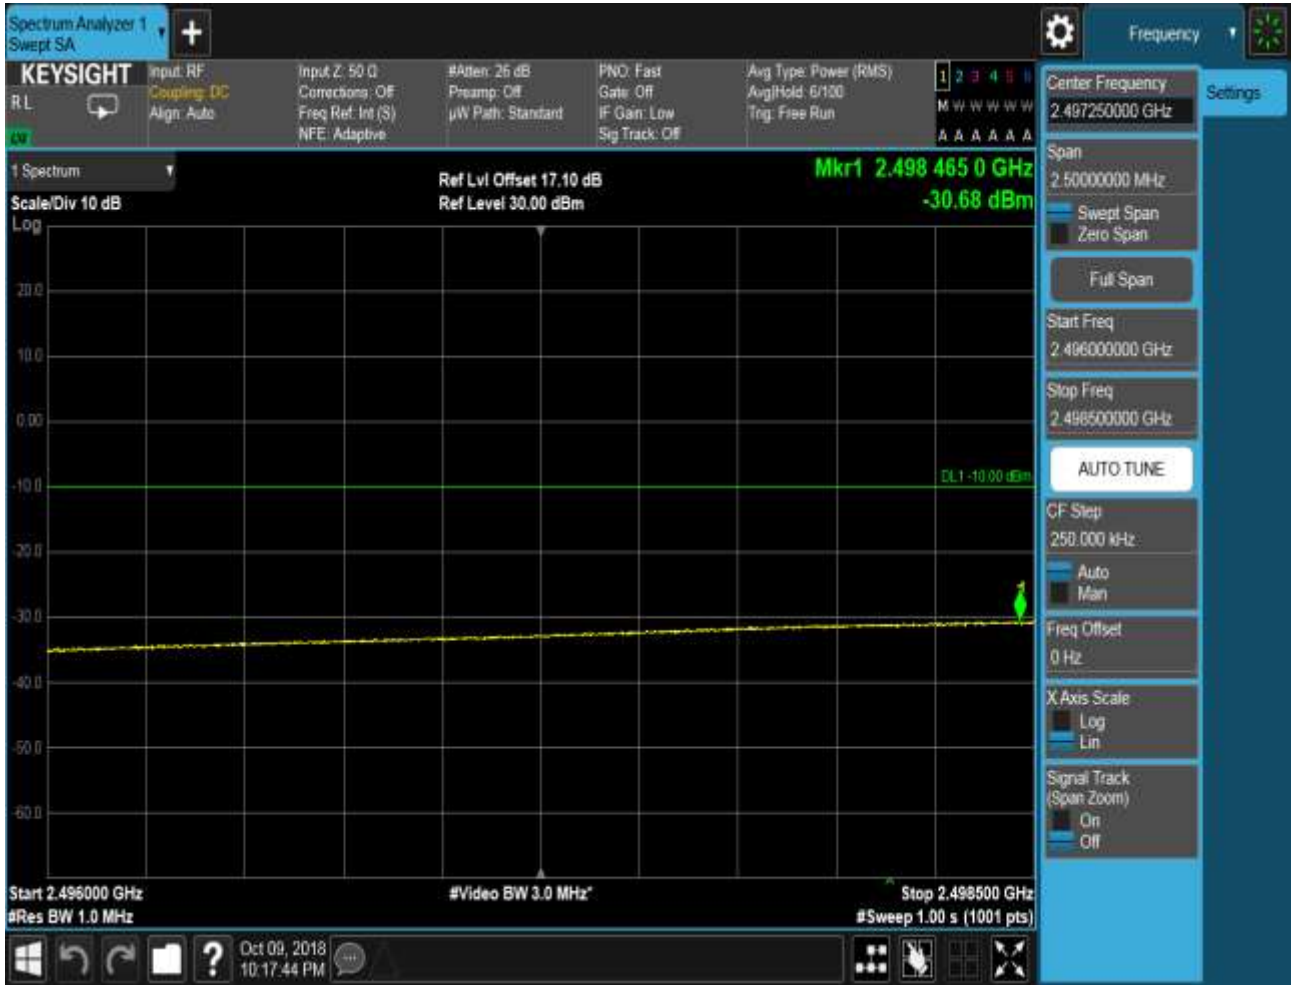 Spectrum Analyzer 1
Swept SA
Frequency
KEYSIGHT
R L
Input: RF
Coupling: DC
Align: Auto
Input Z: 50 Ω
Corrections: Off
Freq Ref: Int (S)
NFE: Adaptive
#Atten: 26 dB
Preamp: Off
µW Path: Standard
PNO: Fast
Gate: Off
IF Gain: Low
Sig Track: Off
Avg Type: Power (RMS)
Avg|Hold: 6/100
Trig: Free Run
1 2 3 4 5 6
M W W W W W
A A A A A A
1 Spectrum
Scale/Div 10 dB
Log
Ref Lvl Offset 17.10 dB
Ref Level 30.00 dBm
Mkr1 2.498 465 0 GHz
-30.68 dBm
20.0
10.0
0.00
-10.0
-20.0
-30.0
-40.0
-50.0
-60.0
DL1 -10.00 dBm
1
Start 2.496000 GHz
#Res BW 1.0 MHz
#Video BW 3.0 MHz*
Stop 2.498500 GHz
#Sweep 1.00 s (1001 pts)
Oct 09, 2018
10:17:44 PM
Center Frequency
2.497250000 GHz
Settings
Span
2.50000000 MHz
Swept Span
Zero Span
Full Span
Start Freq
2.496000000 GHz
Stop Freq
2.498500000 GHz
AUTO TUNE
CF Step
250.000 kHz
Auto
Man
Freq Offset
0 Hz
X Axis Scale
Log
Lin
Signal Track
(Span Zoom)
On
Off